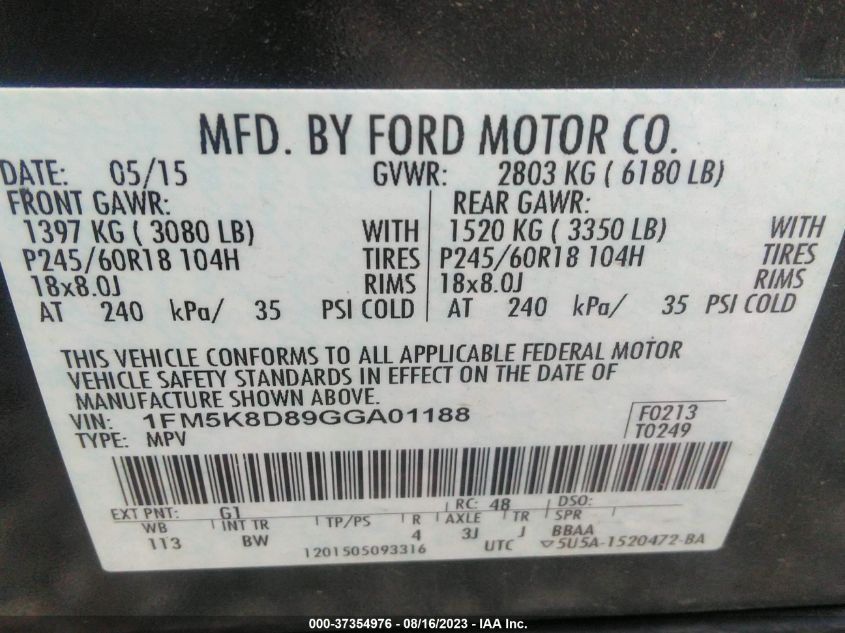 MFD. BY FORD MOTOR CO.
DATE: 05/15 GVWR: 2803 KG ( 6180 LB)
FRONT GAWR: REAR GAWR:
1397 KG ( 3080 LB) WITH 1520 KG ( 3350 LB) WITH
P245/60R18 104H TIRES P245/60R18 104H TIRES
18x8.0J RIMS 18x8.0J RIMS
AT 240 kPa/ 35 PSI COLD AT 240 kPa/ 35 PSI COLD
THIS VEHICLE CONFORMS TO ALL APPLICABLE FEDERAL MOTOR
VEHICLE SAFETY STANDARDS IN EFFECT ON THE DATE OF
MANUFACTURE SHOWN ABOVE.
VIN: 1FM5K8D89GGA01188 F0213
TYPE: MPV T0249
EXT PNT: G1 RC: 48 DSO:
WB INT TR TP/PS R AXLE TR SPR
113 BW 4 3J J BBAA
1201505093316 UTC ▽5U5A-1520472-BA
000-37354976 - 08/16/2023 - IAA Inc.